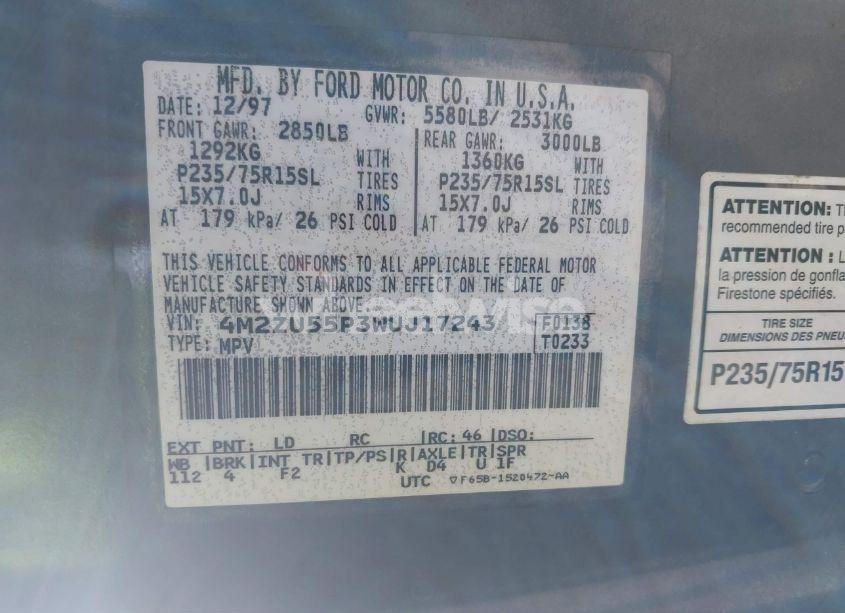 MFD. BY FORD MOTOR CO. IN U.S.A.
DATE: 12/97 GVWR: 5580LB/ 2531KG
FRONT GAWR: 2850LB REAR GAWR: 3000LB
1292KG WITH 1360KG WITH
P235/75R15SL TIRES P235/75R15SL TIRES
15X7.0J RIMS 15X7.0J RIMS
AT 179 kPa/ 26 PSI COLD AT 179 kPa/ 26 PSI COLD
THIS VEHICLE CONFORMS TO ALL APPLICABLE FEDERAL MOTOR
VEHICLE SAFETY STANDARDS IN EFFECT ON THE DATE OF
MANUFACTURE SHOWN ABOVE.
VIN: 4M2ZU55P3WUJ17243 F0138
TYPE: MPV T0233
EXT PNT: LD RC RC: 46 DSO:
WB BRK INT TR TP/PS R AXLE TR SPR
112 4 F2 K D4 U 1F
UTC ▽F65B-1520472-AA
ATTENTION: T
recommended tire p
ATTENTION : L
la pression de gonfla
Firestone spécifiés.
TIRE SIZE
DIMENSIONS DES PNEU
P235/75R15